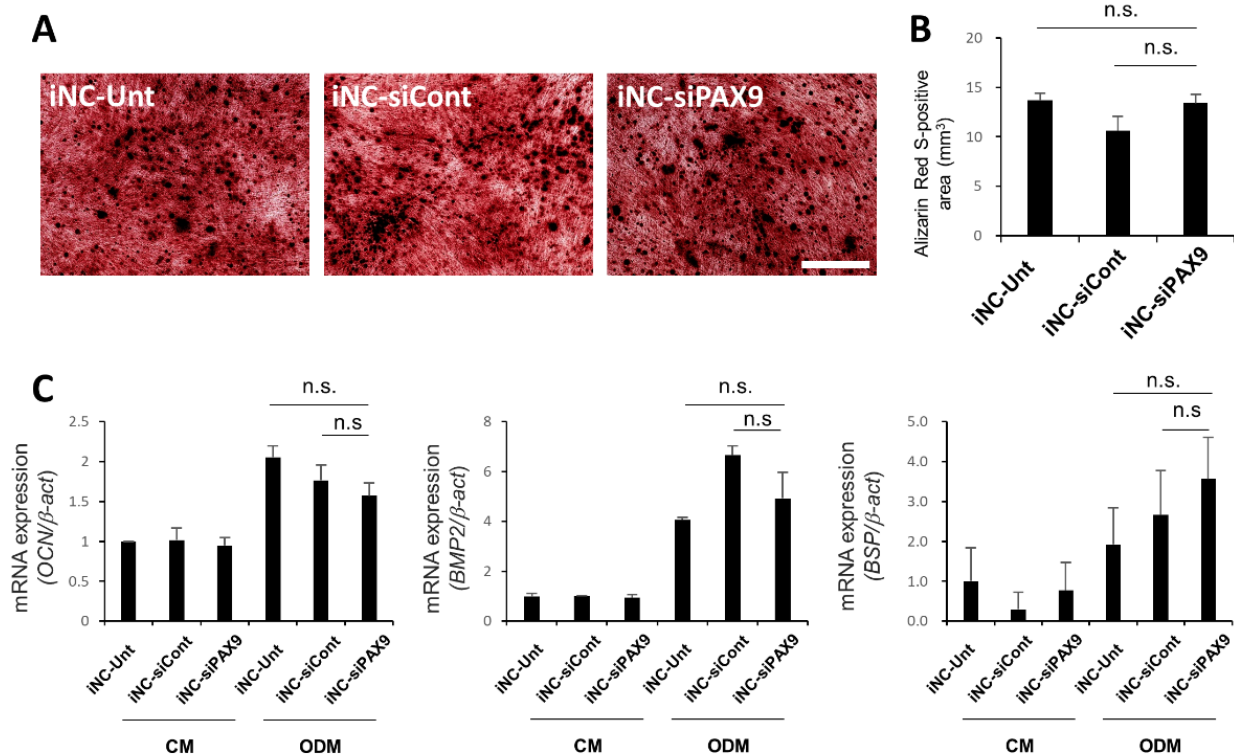 A
iNC-Unt
iNC-siCont
iNC-siPAX9
B
n.s.
n.s.
Alizarin Red S-positive
area (mm³)
20
15
10
5
0
iNC-Unt
iNC-siCont
iNC-siPAX9
C
n.s.
n.s
mRNA expression
(OCN/β-act)
2.5
2
1.5
1
0.5
0
iNC-Unt
iNC-siCont
iNC-siPAX9
iNC-Unt
iNC-siCont
iNC-siPAX9
CM
ODM
n.s.
n.s
mRNA expression
(BMP2/β-act)
8
6
4
2
0
iNC-Unt
iNC-siCont
iNC-siPAX9
iNC-Unt
iNC-siCont
iNC-siPAX9
CM
ODM
n.s.
n.s
mRNA expression
(BSP/β-act)
5.0
4.0
3.0
2.0
1.0
0.0
iNC-Unt
iNC-siCont
iNC-siPAX9
iNC-Unt
iNC-siCont
iNC-siPAX9
CM
ODM